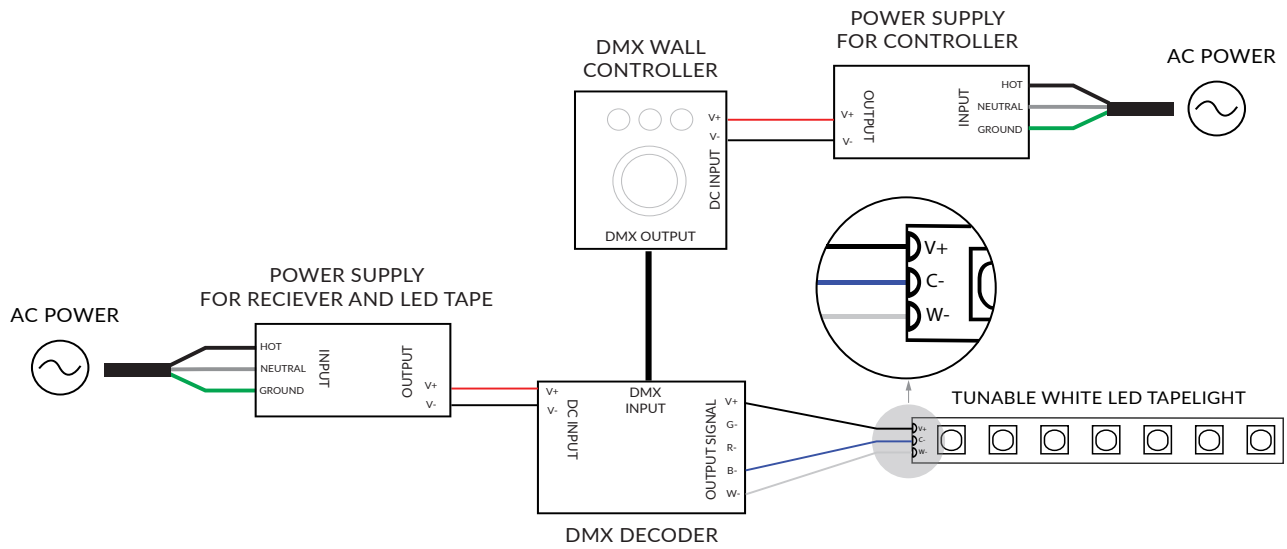 POWER SUPPLY
FOR CONTROLLER
DMX WALL
CONTROLLER
AC POWER
HOT
NEUTRAL
GROUND
INPUT
OUTPUT
V+
V-
V+
V-
DC INPUT
DMX OUTPUT
V+
C-
W-
POWER SUPPLY
FOR RECIEVER AND LED TAPE
AC POWER
HOT
NEUTRAL
GROUND
INPUT
OUTPUT
V+
V-
V+
V-
DC INPUT
DMX
INPUT
OUTPUT SIGNAL
V+
G-
R-
B-
W-
DMX DECODER
TUNABLE WHITE LED TAPELIGHT
V+
C-
W-